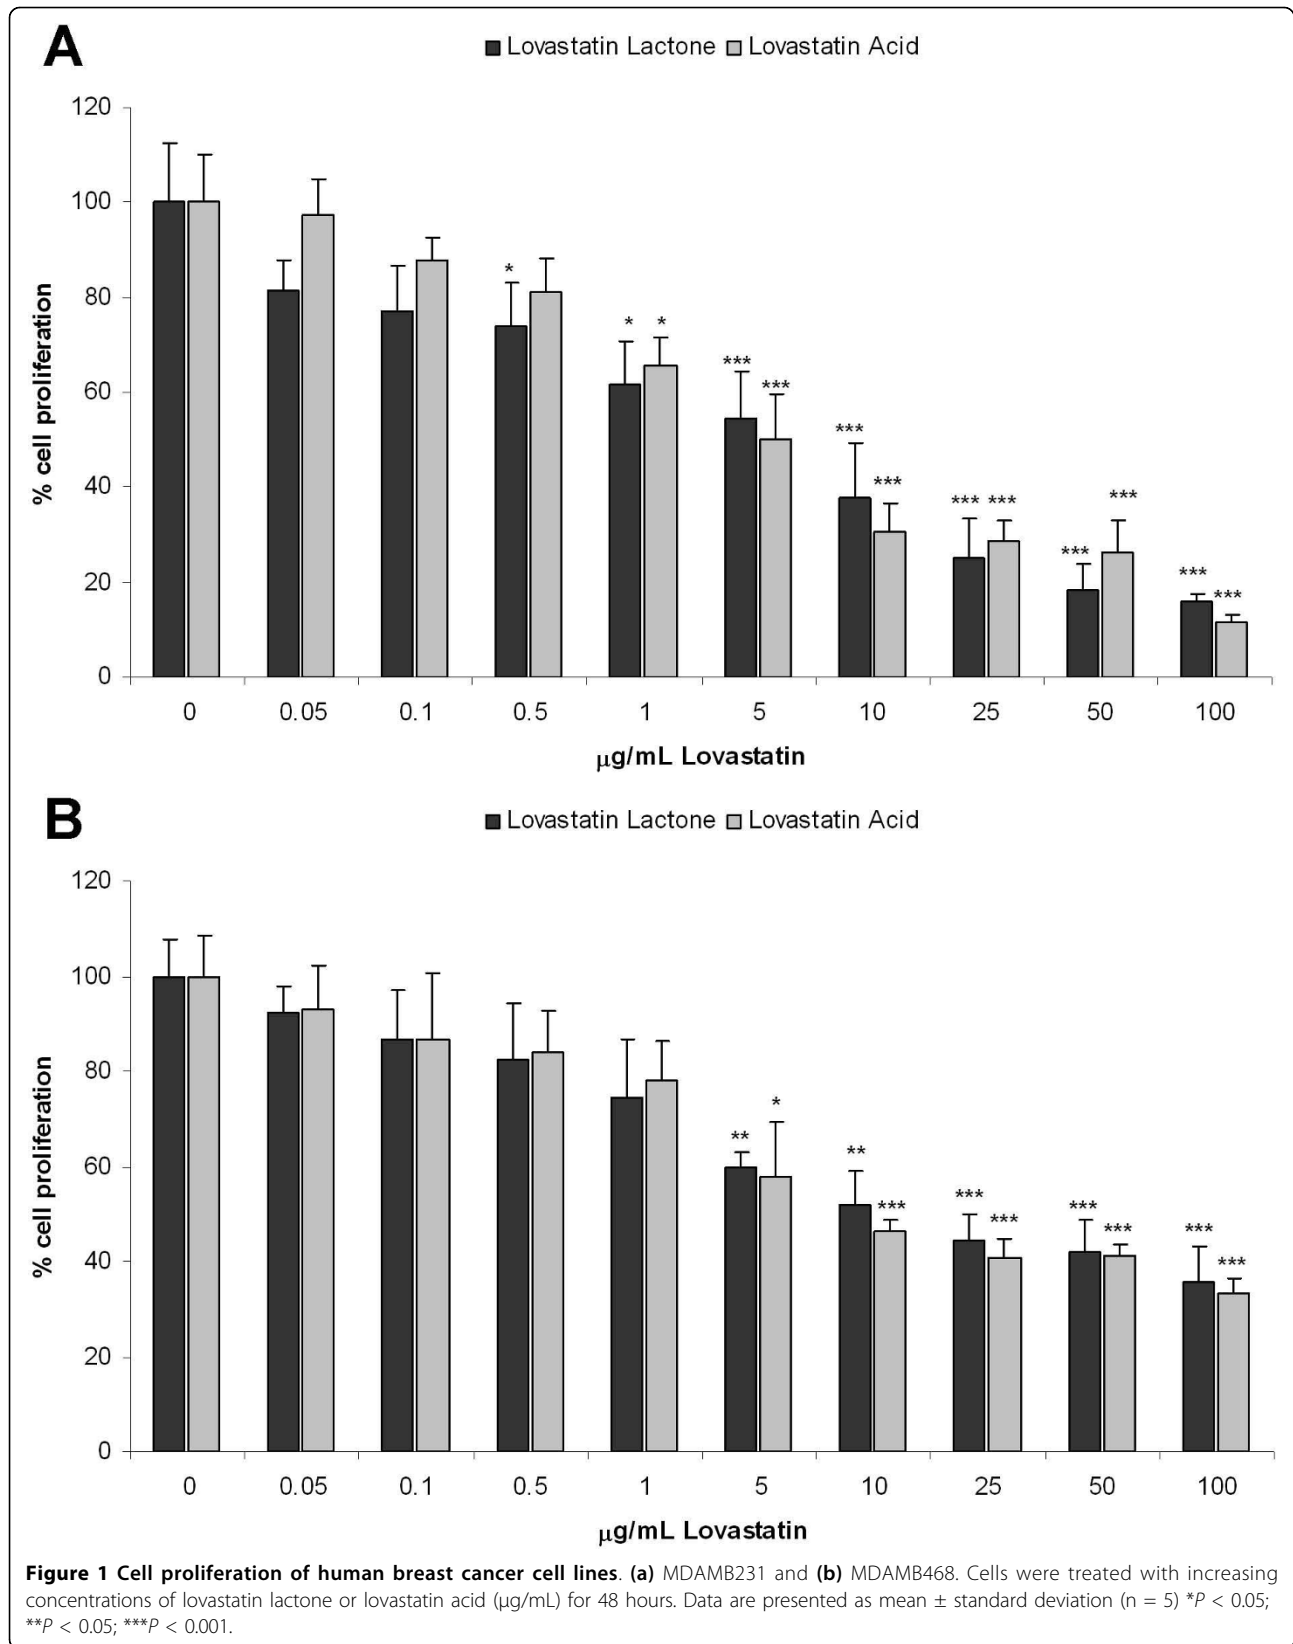 A
Lovastatin Lactone Lovastatin Acid
120
100
80
60
40
20
0
% cell proliferation
* * * *** *** *** *** *** *** *** *** *** ***
0 0.05 0.1 0.5 1 5 10 25 50 100
µg/mL Lovastatin
B
Lovastatin Lactone Lovastatin Acid
120
100
80
60
40
20
0
% cell proliferation
** * ** *** *** *** *** *** *** ***
0 0.05 0.1 0.5 1 5 10 25 50 100
µg/mL Lovastatin
Figure 1 Cell proliferation of human breast cancer cell lines. (a) MDAMB231 and (b) MDAMB468. Cells were treated with increasing
concentrations of lovastatin lactone or lovastatin acid (µg/mL) for 48 hours. Data are presented as mean ± standard deviation (n = 5) *P < 0.05;
**P < 0.05; ***P < 0.001.